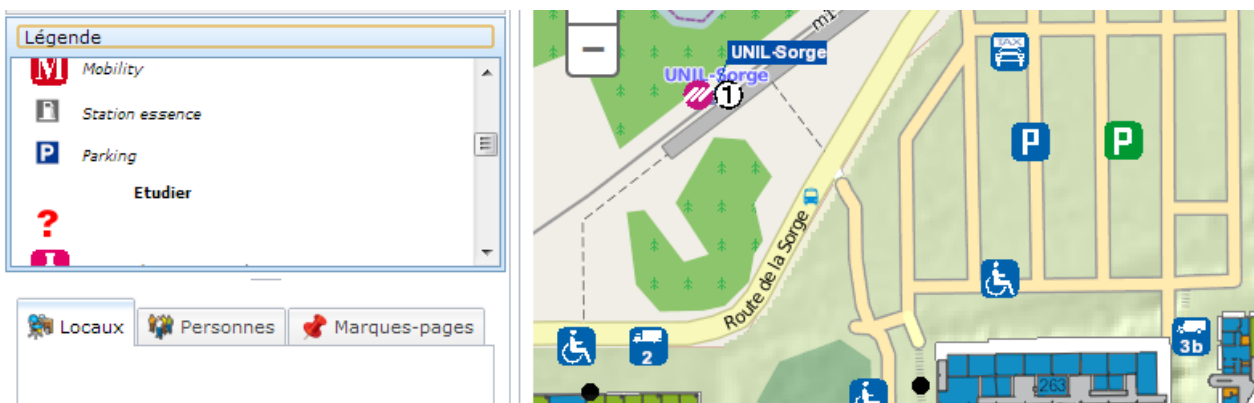 Légende
M Mobility
Station essence
P Parking
Etudier
?
Locaux
Personnes
Marques-pages
m1
UNIL-Sorge
UNIL-Sorge
1
TAXI
P
P
Route de la Sorge
2
3b
263